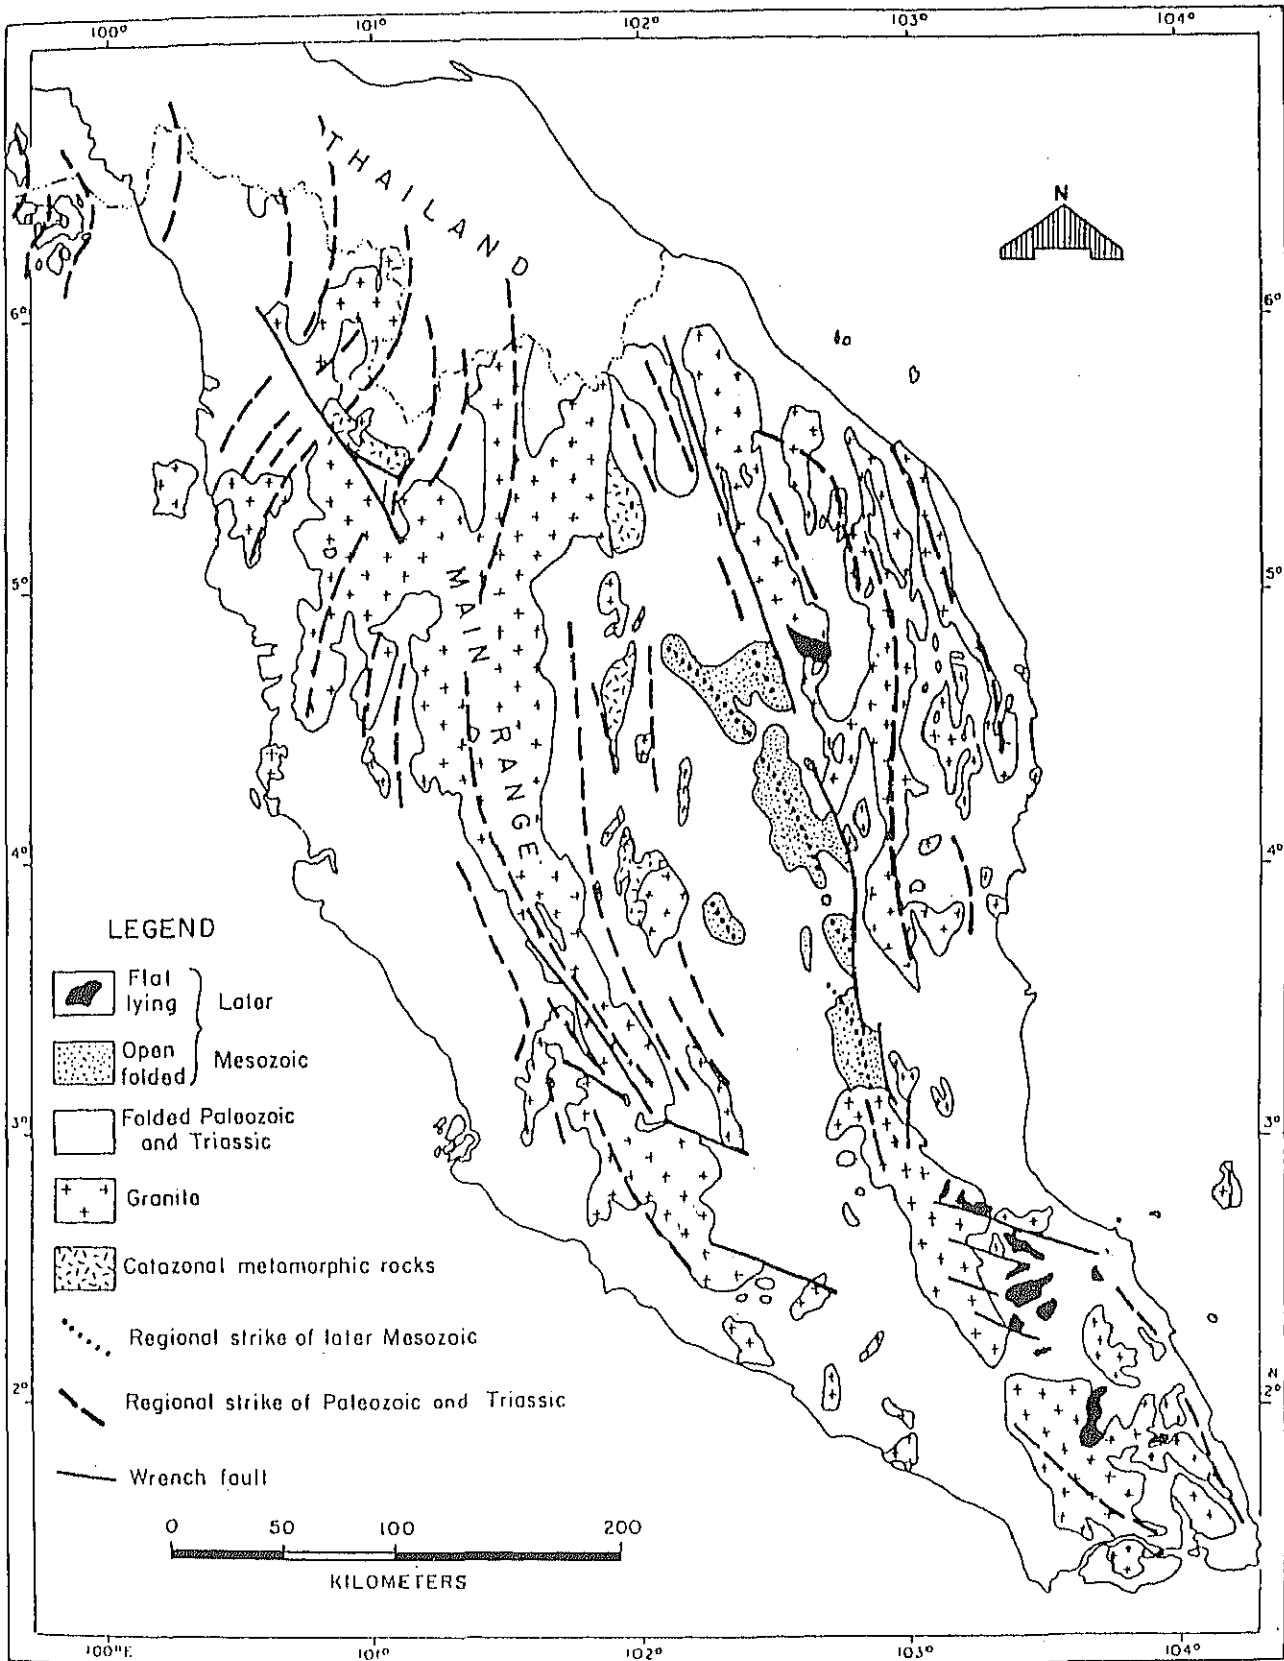 100° 101° 102° 103° 104°
THAILAND
N
6° 6°
5° 5°
MAIN RANGE
4° 4°
LEGEND
Flat lying
Later
Open folded
Mesozoic
Folded Paleozoic and Triassic
3° 3°
Granite
Catazonal metamorphic rocks
Regional strike of later Mesozoic
N
2° 2°
Regional strike of Paleozoic and Triassic
Wrench fault
0 50 100 200
KILOMETERS
100°E 101° 102° 103° 104°